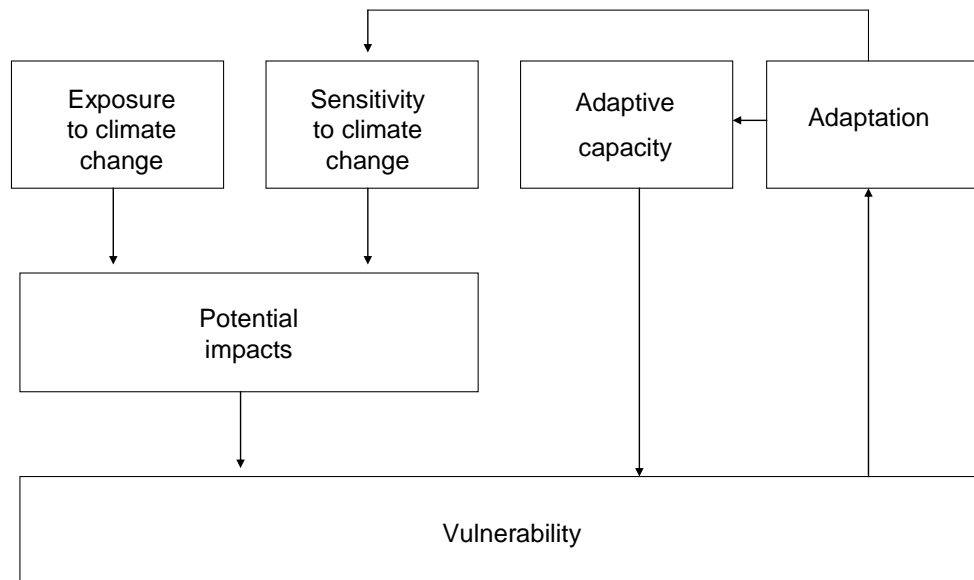 Exposure
to climate
change
Sensitivity
to climate
change
Adaptive
capacity
Adaptation
Potential
impacts
Vulnerability